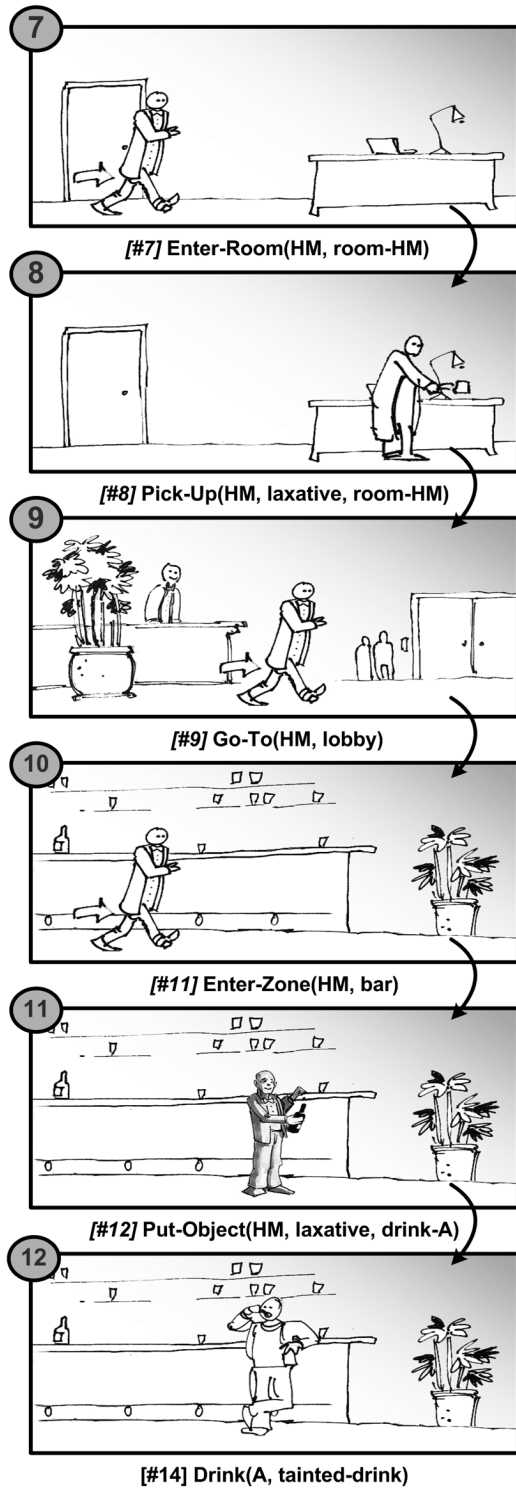 7
[#7] Enter-Room(HM, room-HM)
8
[#8] Pick-Up(HM, laxative, room-HM)
9
[#9] Go-To(HM, lobby)
10
[#11] Enter-Zone(HM, bar)
11
[#12] Put-Object(HM, laxative, drink-A)
12
[#14] Drink(A, tainted-drink)